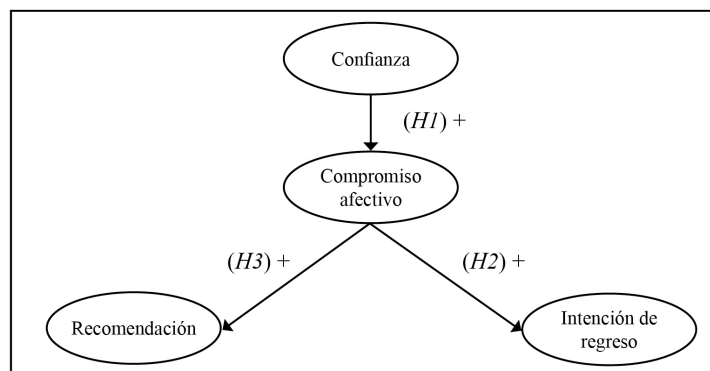 Confianza
(H1) +
Compromiso
afectivo
(H3) +
(H2) +
Recomendación
Intención de
regreso